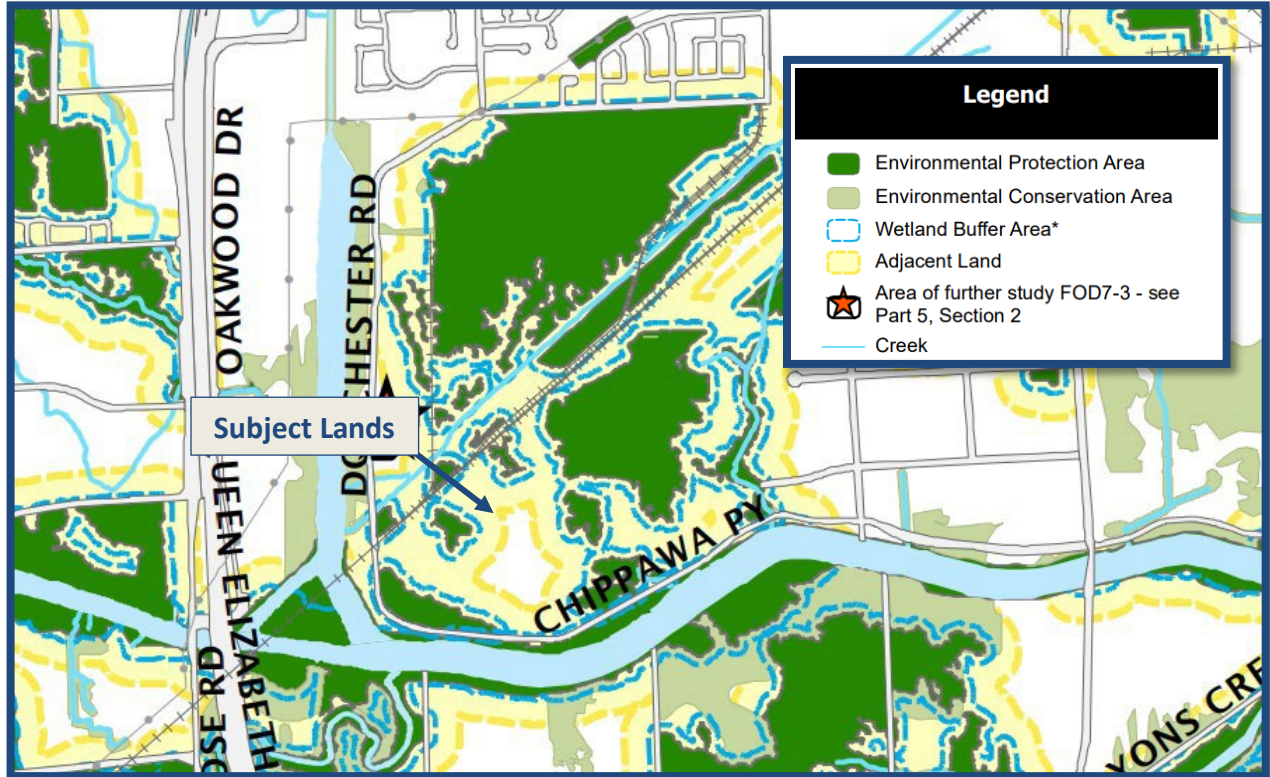 Legend
Environmental Protection Area
Environmental Conservation Area
Wetland Buffer Area*
Adjacent Land
Area of further study FOD7-3 - see
Part 5, Section 2
Creek
OAKWOOD DR
Subject Lands
CHIPPAWA PY
ELIZABETH